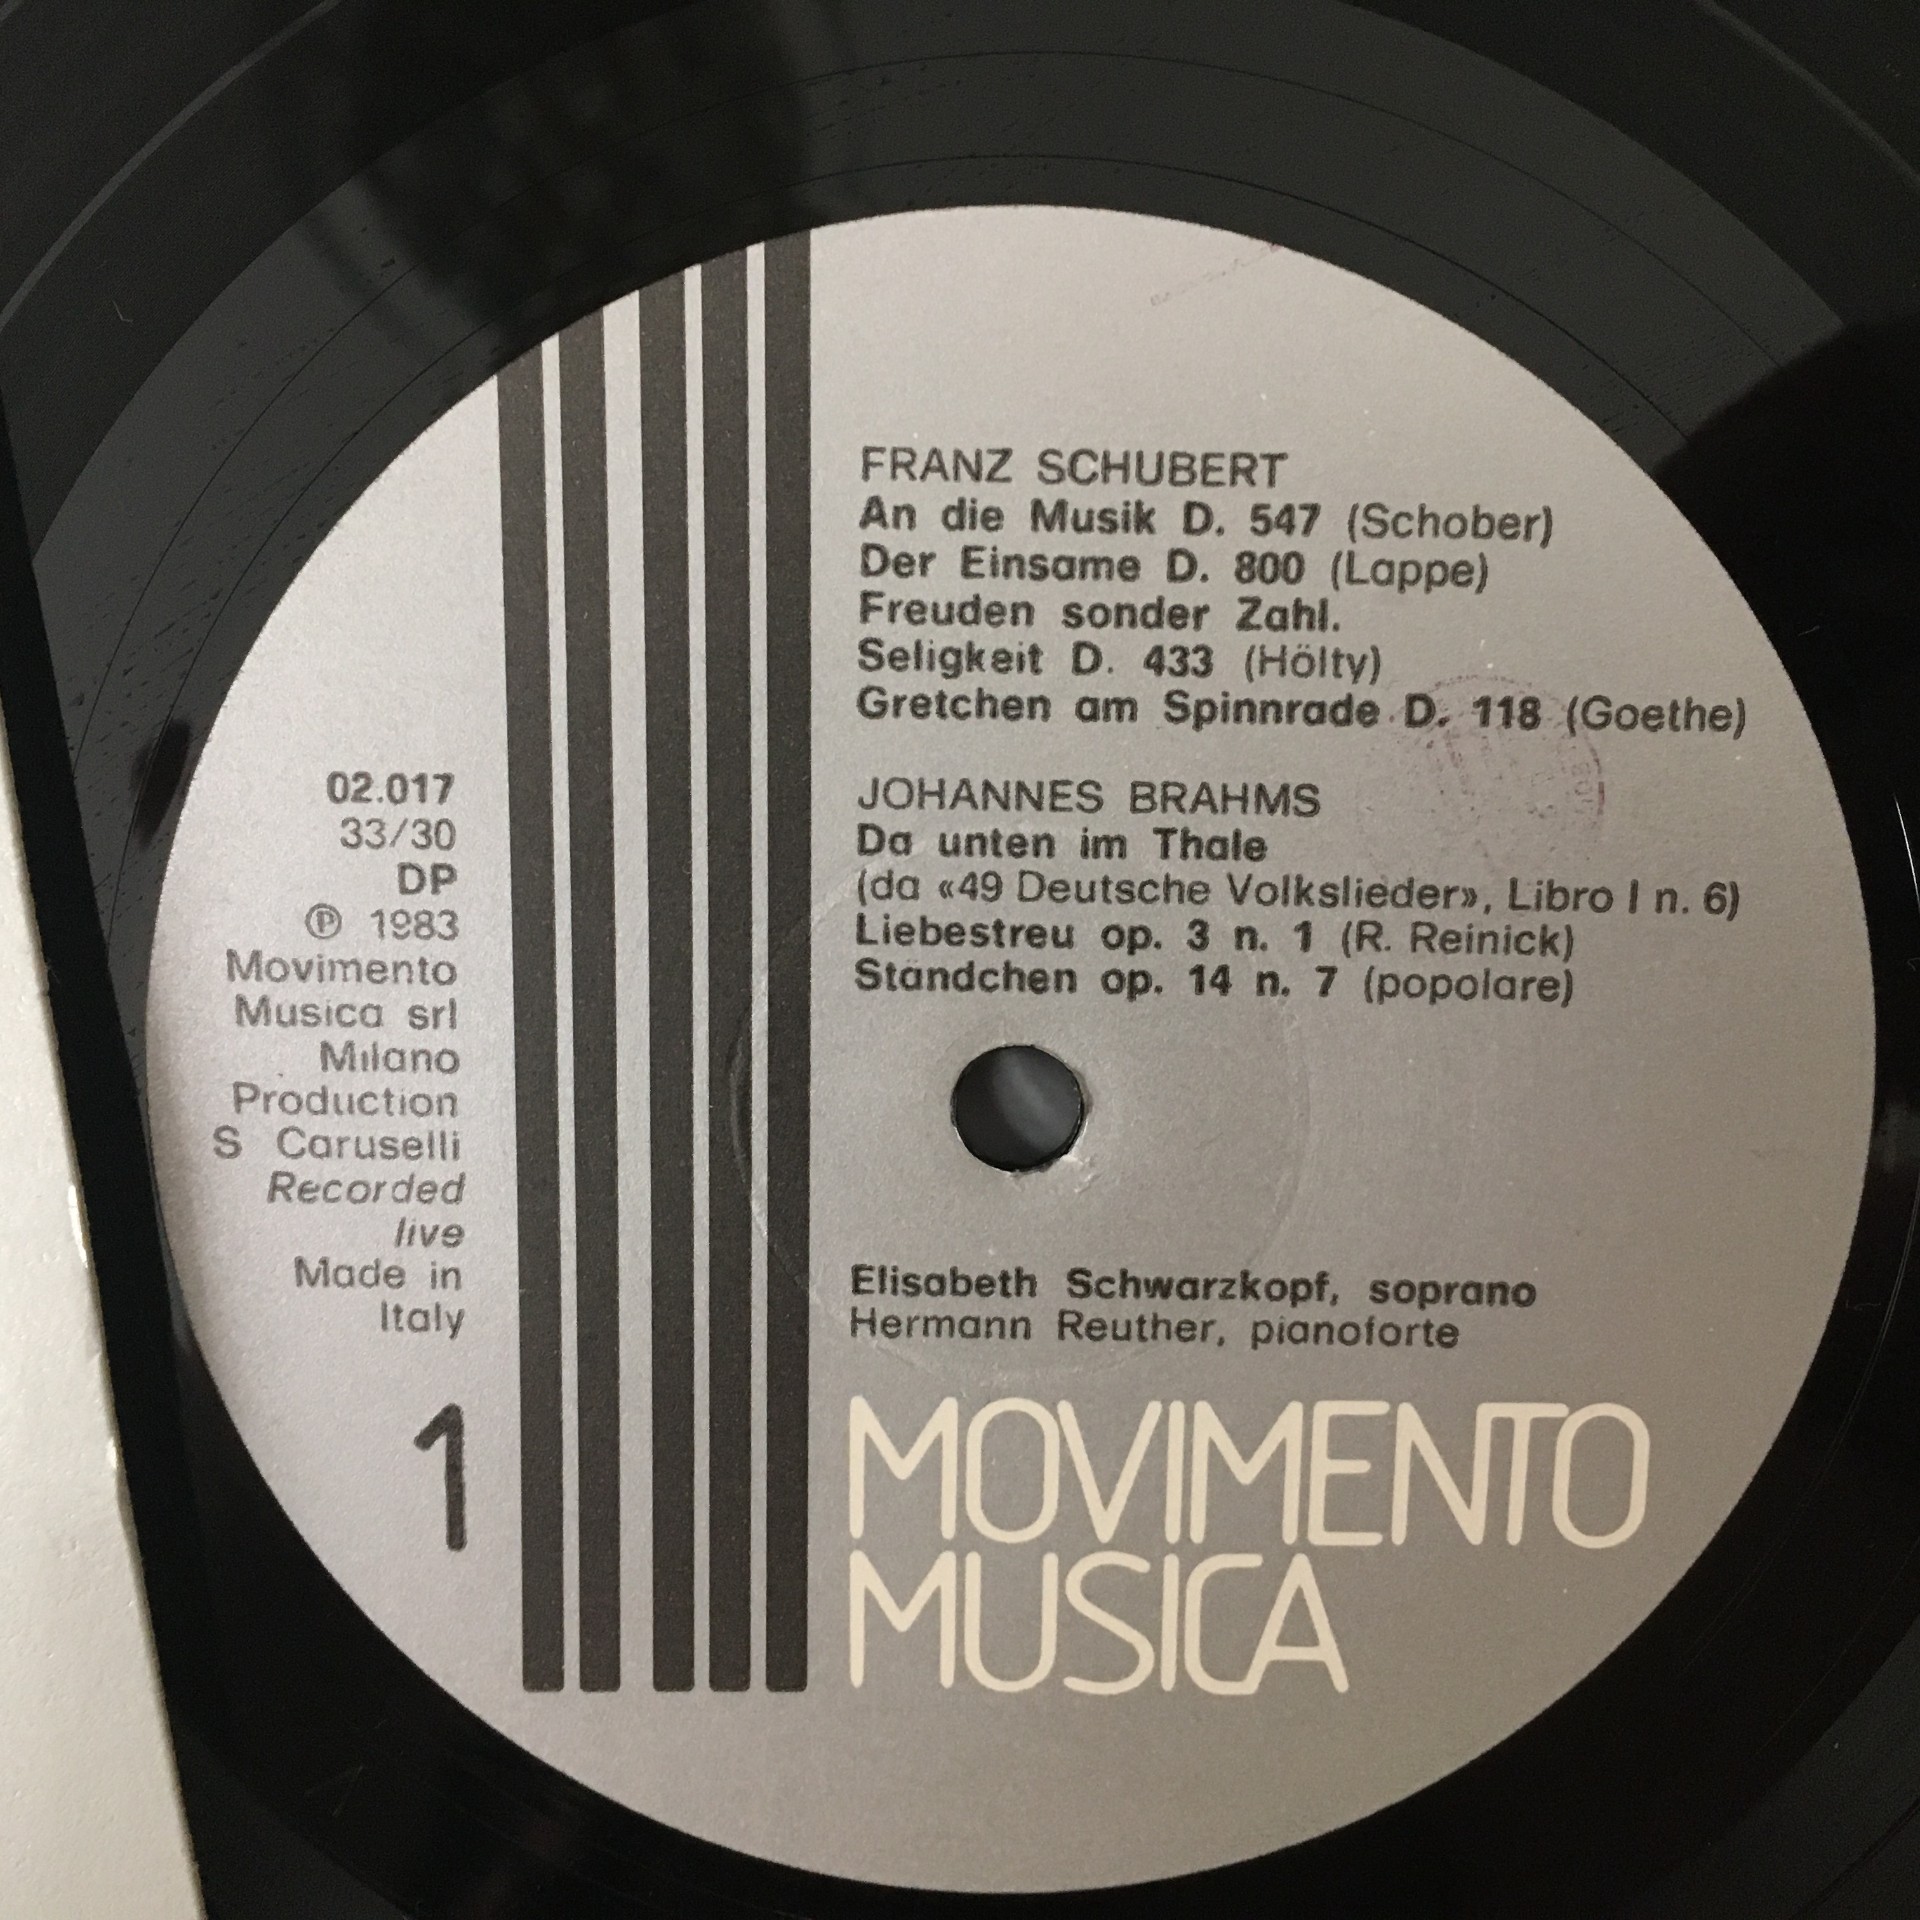 FRANZ SCHUBERT
An die Musik D. 547 (Schober)
Der Einsame D. 800 (Lappe)
Freuden sonder Zahl.
Seligkeit D. 433 (Hölty)
Gretchen am Spinnrade D. 118 (Goethe)
JOHANNES BRAHMS
Da unten im Thale
(da «49 Deutsche Volkslieder», Libro I n. 6)
Liebestreu op. 3 n. 1 (R. Reinick)
Ständchen op. 14 n. 7 (popolare)
02.017
33/30
DP
℗ 1983
Movimento
Musica srl
Milano
Production
S Caruselli
Recorded
live
Made in
Italy
1
Elisabeth Schwarzkopf, soprano
Hermann Reuther, pianoforte
MOVIMENTO
MUSICA